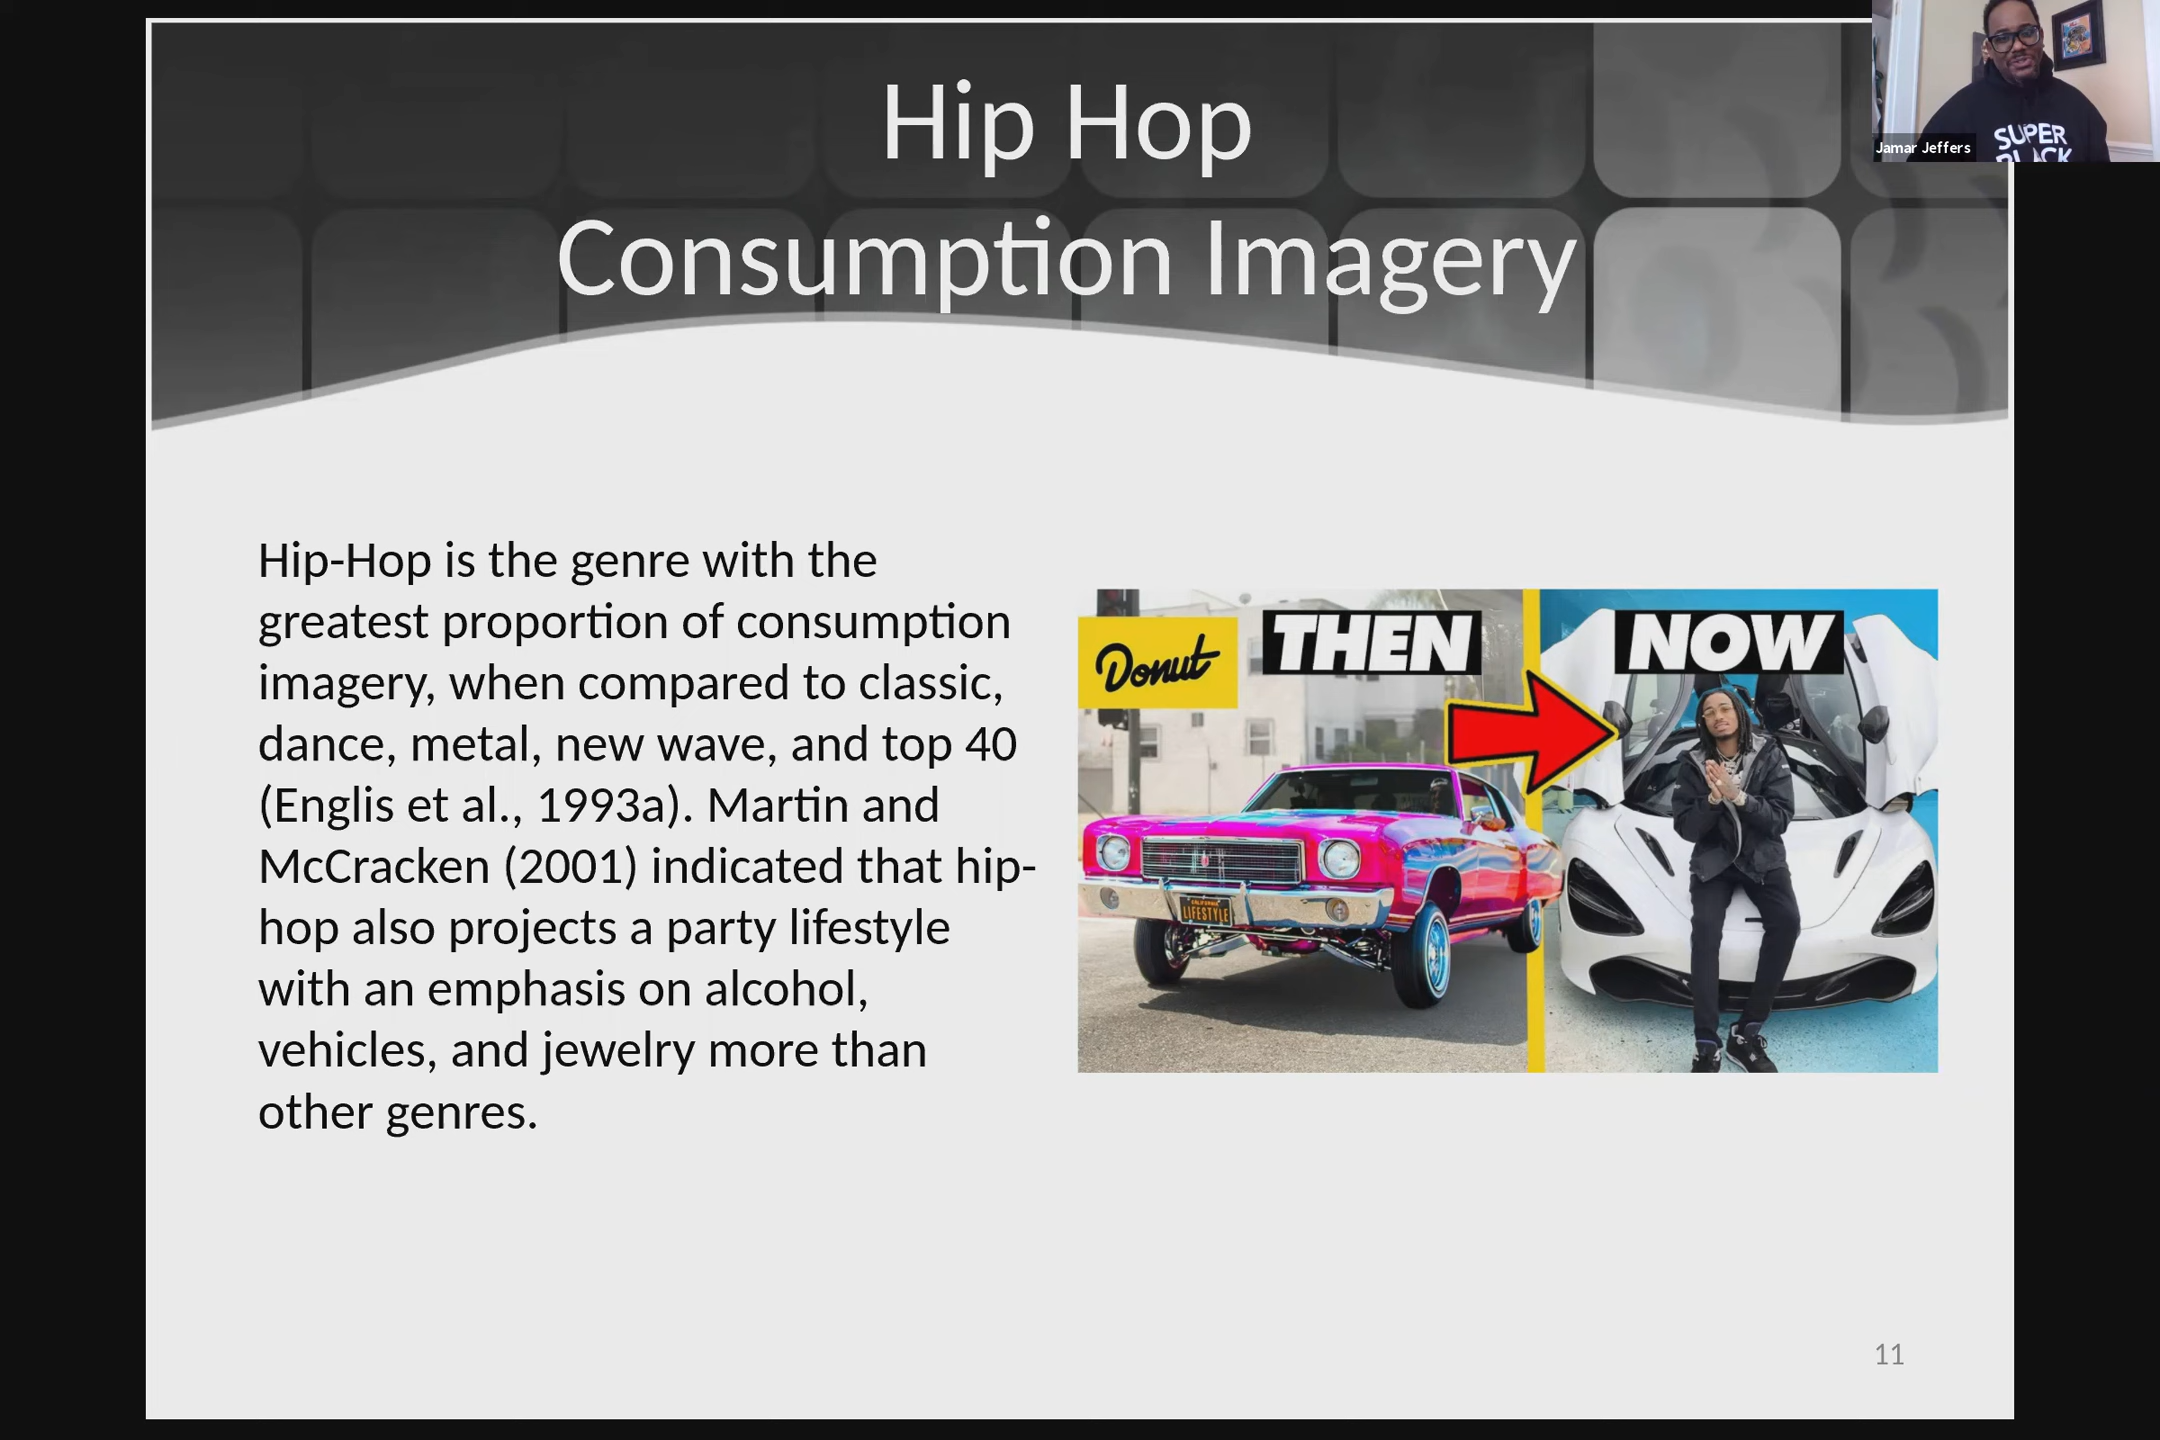 Hip Hop
Consumption Imagery
Jamar Jeffers
SUPER
BLACK
Hip-Hop is the genre with the
greatest proportion of consumption
imagery, when compared to classic,
dance, metal, new wave, and top 40
(Englis et al., 1993a). Martin and
McCracken (2001) indicated that hip-
hop also projects a party lifestyle
with an emphasis on alcohol,
vehicles, and jewelry more than
other genres.
Donut
THEN
NOW
CALIFORNIA
LIFESTYLE
11